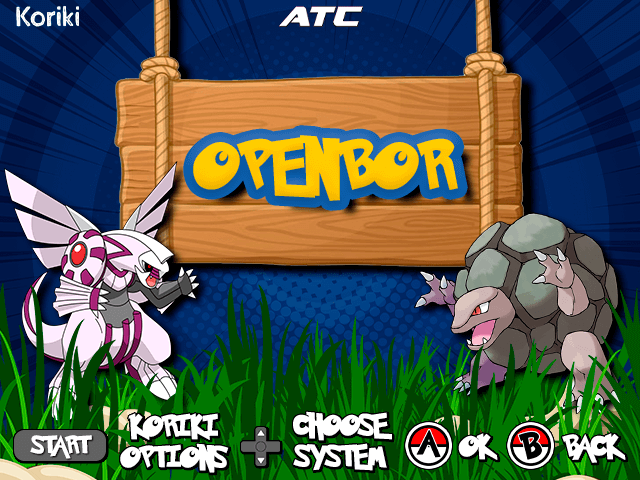 Koriki
ATC
OPENBOR
START
KORIKI
OPTIONS
CHOOSE
SYSTEM
A
OK
B
BACK